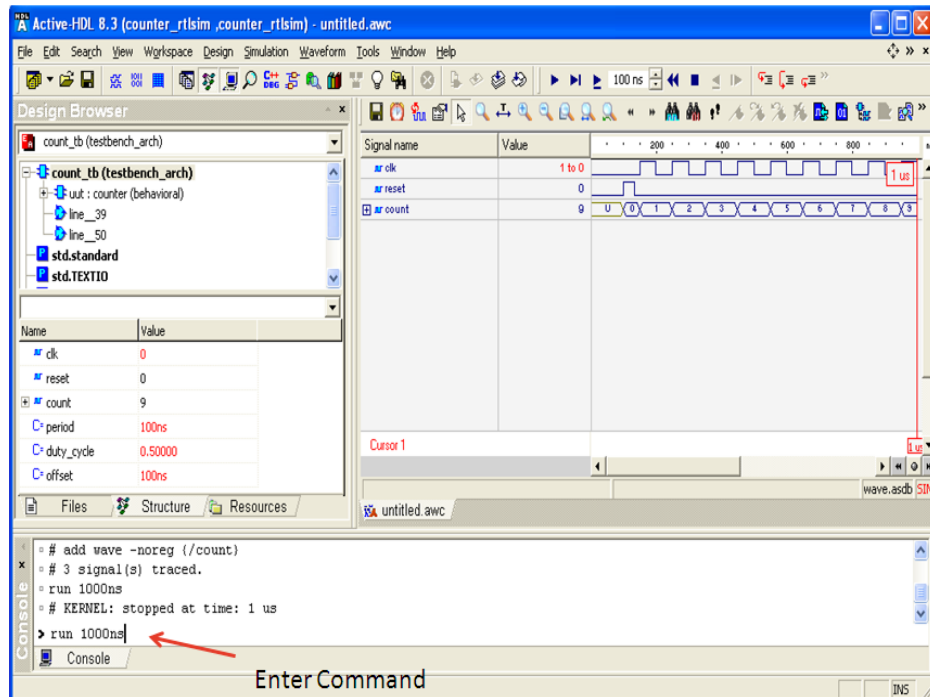 Active-HDL 8.3 (counter_rtlsim ,counter_rtlsim) - untitled.awc
File Edit Search View Workspace Design Simulation Waveform Tools Window Help
100 ns
Design Browser
count_tb (testbench_arch)
count_tb (testbench_arch)
uut : counter (behavioral)
line__39
line__50
std.standard
std.TEXTIO
Name Value
clk 0
reset 0
count 9
period 100ns
duty_cycle 0.50000
offset 100ns
Files Structure Resources
Signal name Value 200 400 600 800
clk 1 to 0
1 us
reset 0
count 9 U 0 1 2 3 4 5 6 7 8 9
Cursor 1
wave.asdb
untitled.awc
Console
# add wave -noreg {/count}
# 3 signal(s) traced.
run 1000ns
# KERNEL: stopped at time: 1 us
> run 1000ns
Console
Enter Command
INS